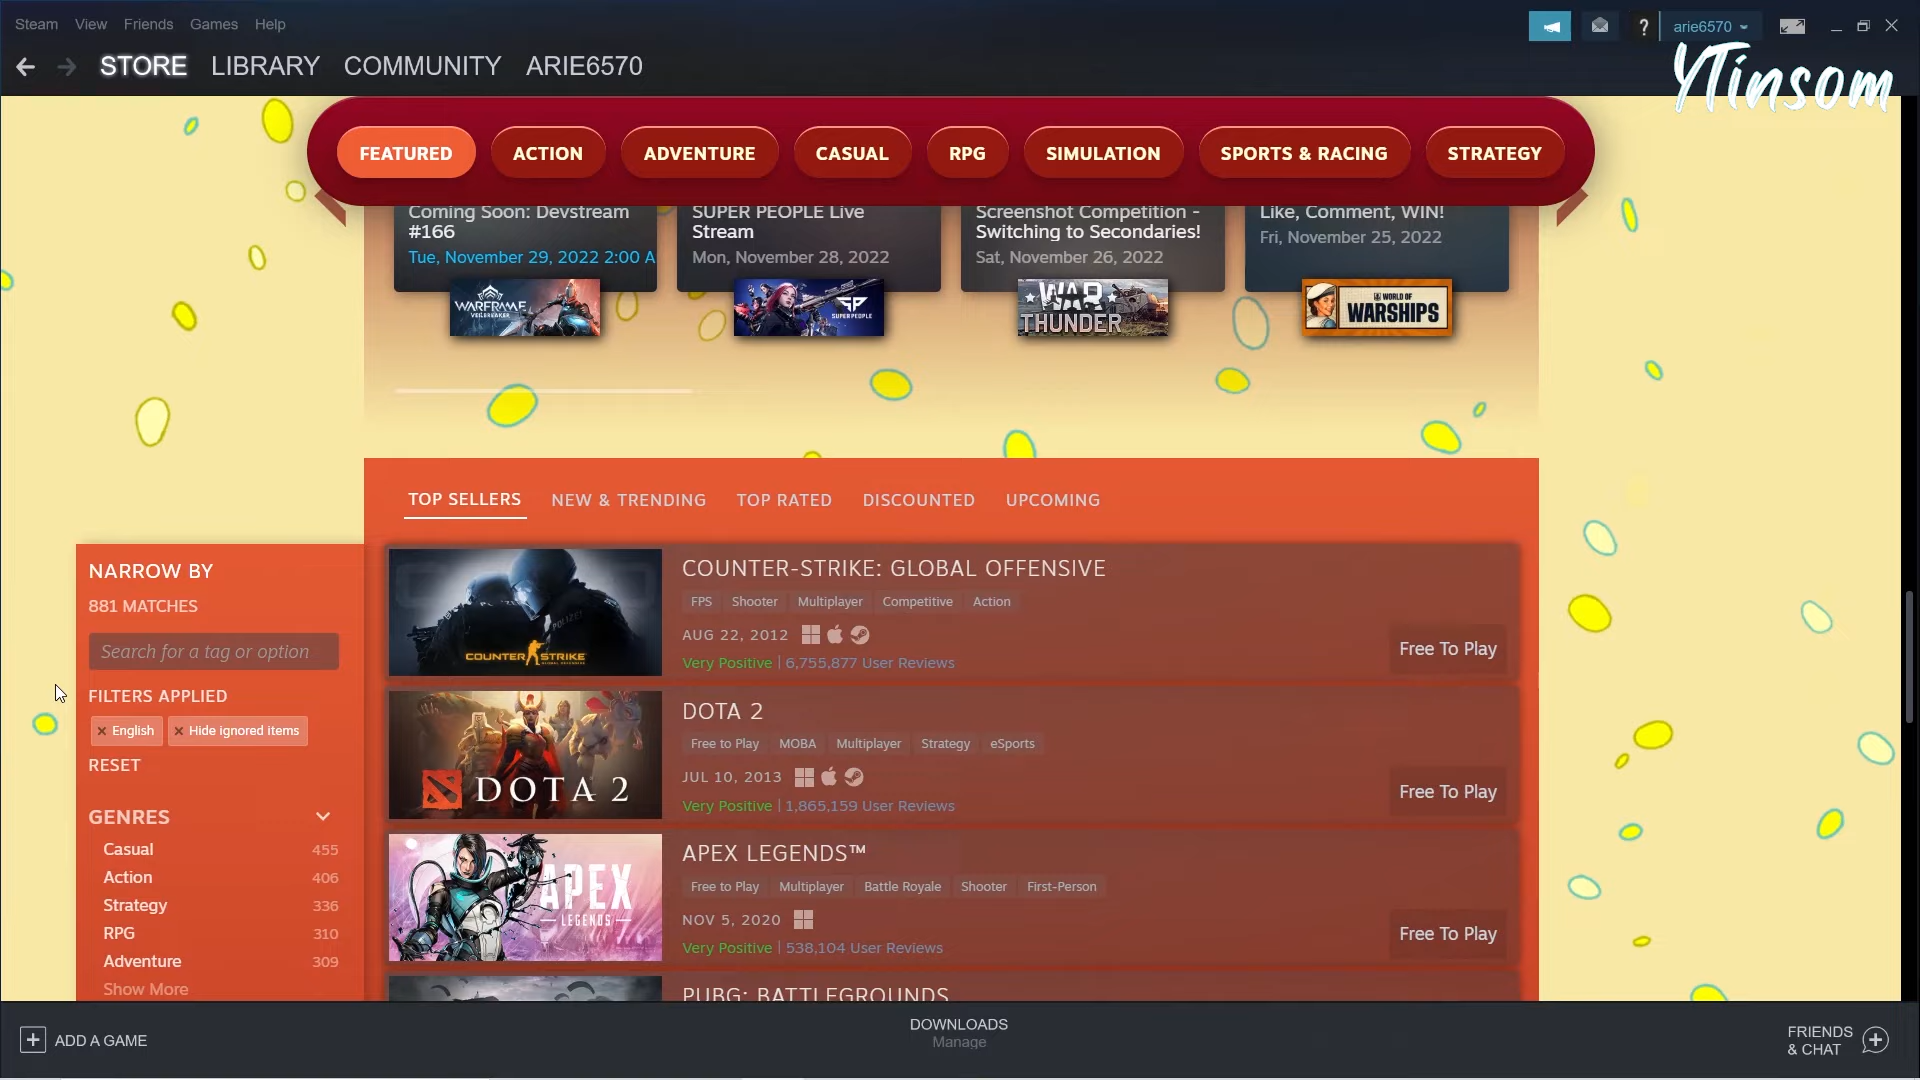 Steam View Friends Games Help
? arie6570
YTinsom
STORE LIBRARY COMMUNITY ARIE6570
FEATURED ACTION ADVENTURE CASUAL RPG SIMULATION SPORTS & RACING STRATEGY
Coming Soon: Devstream
#166
Tue, November 29, 2022 2:00 A
WARFRAME
VEILBREAKER
SUPER PEOPLE Live
Stream
Mon, November 28, 2022
SP
SUPER PEOPLE
Screenshot Competition -
Switching to Secondaries!
Sat, November 26, 2022
WAR
THUNDER
Like, Comment, WIN!
Fri, November 25, 2022
WORLD OF
WARSHIPS
TOP SELLERS NEW & TRENDING TOP RATED DISCOUNTED UPCOMING
NARROW BY
881 MATCHES
Search for a tag or option
FILTERS APPLIED
× English × Hide ignored items
RESET
GENRES
Casual 455
Action 406
Strategy 336
RPG 310
Adventure 309
Show More
POLIZEI
COUNTER STRIKE
GLOBAL OFFENSIVE
COUNTER-STRIKE: GLOBAL OFFENSIVE
FPS Shooter Multiplayer Competitive Action
AUG 22, 2012
Very Positive | 6,755,877 User Reviews
Free To Play
DOTA 2
DOTA 2
Free to Play MOBA Multiplayer Strategy eSports
JUL 10, 2013
Very Positive | 1,865,159 User Reviews
Free To Play
APEX
LEGENDS
APEX LEGENDS™
Free to Play Multiplayer Battle Royale Shooter First-Person
NOV 5, 2020
Very Positive | 538,104 User Reviews
Free To Play
PUBG: BATTLEGROUNDS
ADD A GAME
DOWNLOADS
Manage
FRIENDS
& CHAT